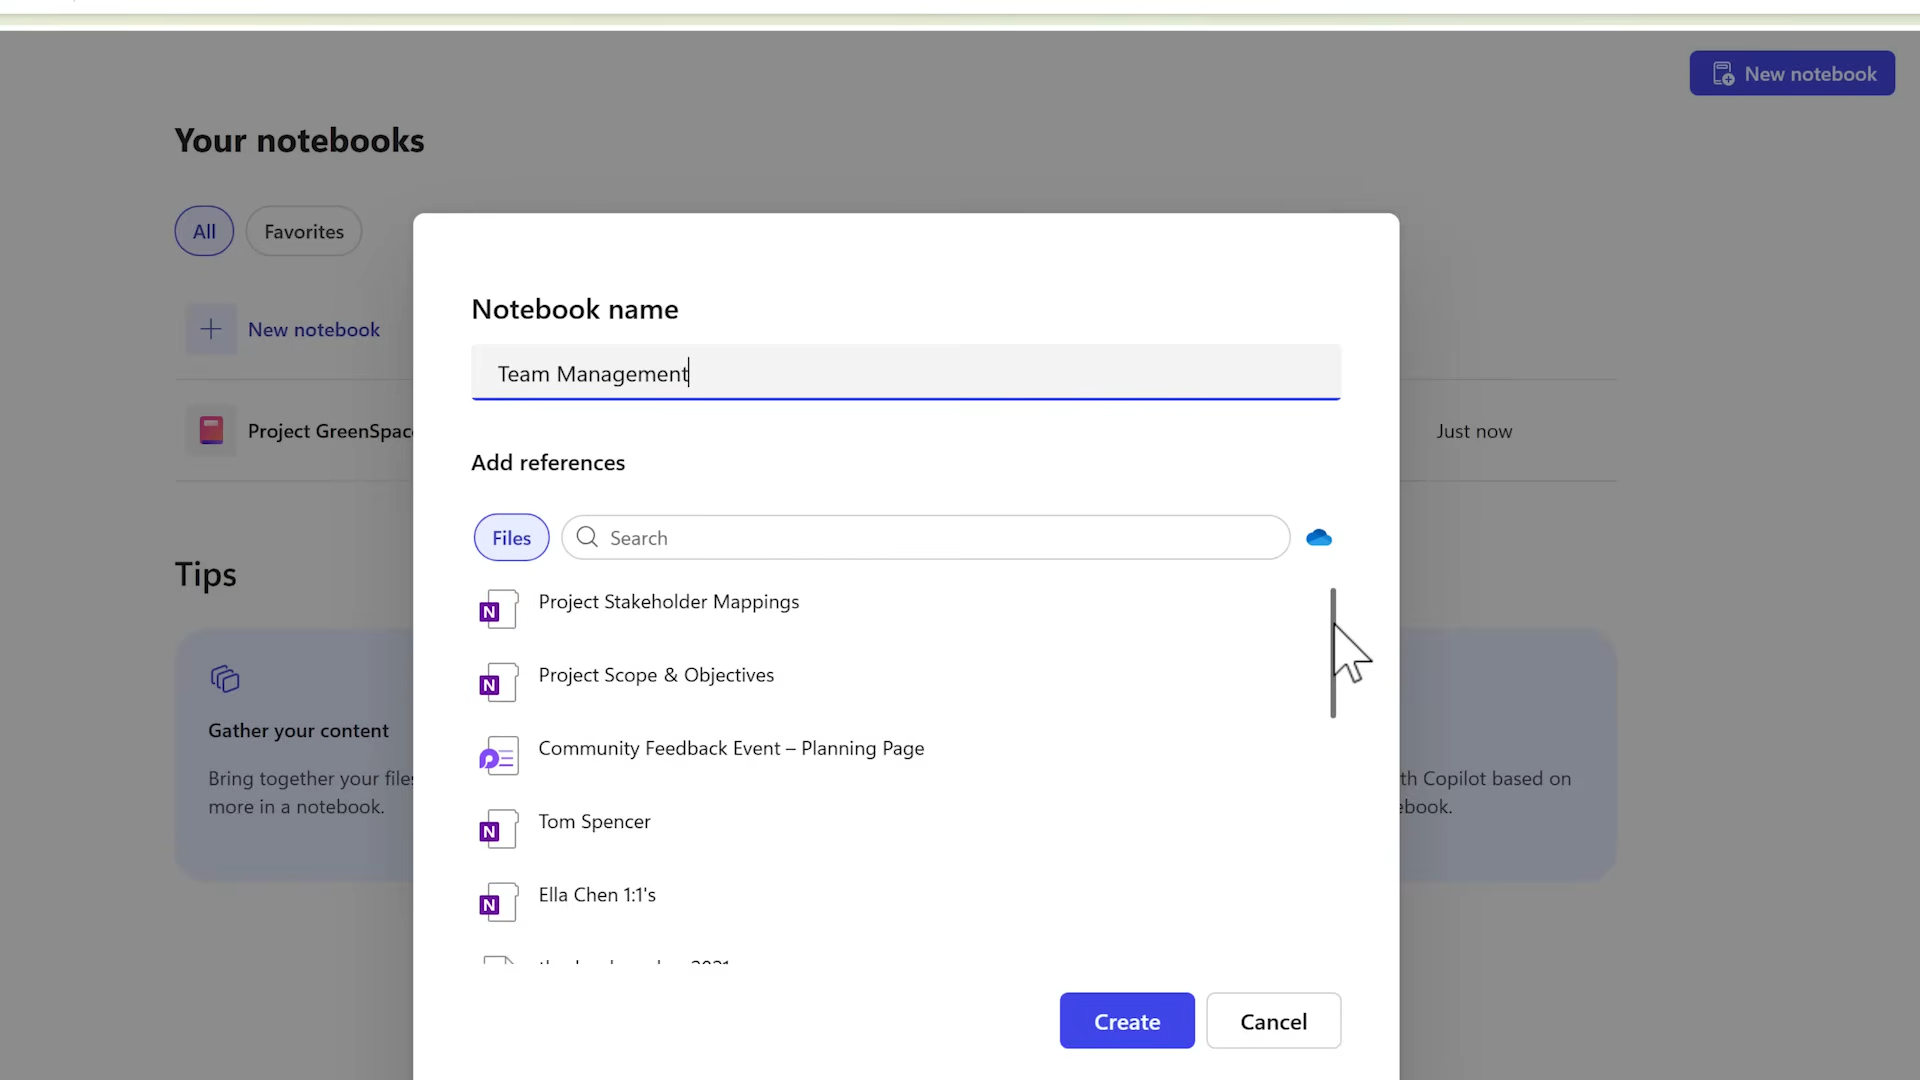 New notebook
Your notebooks
All
Favorites
New notebook
Project GreenSpac
Just now
Tips
Gather your content
Bring together your file
more in a notebook.
th Copilot based on
ebook.
Notebook name
Team Management
Add references
Files
Search
Project Stakeholder Mappings
Project Scope & Objectives
Community Feedback Event – Planning Page
Tom Spencer
Ella Chen 1:1's
Create
Cancel